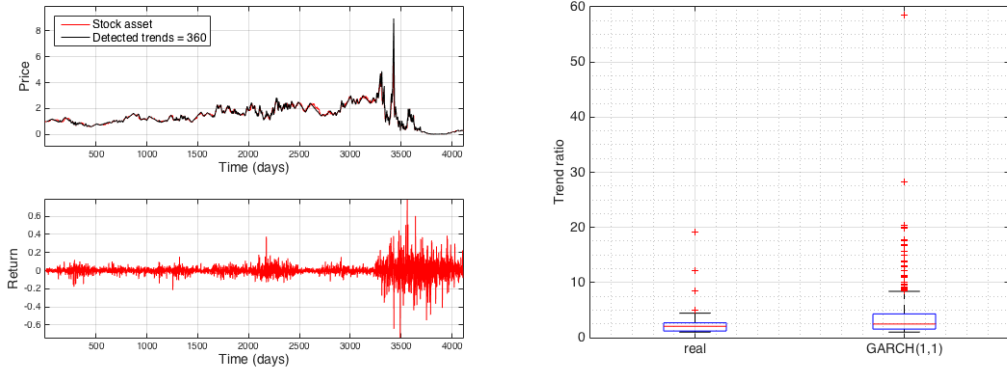 Stock asset
Detected trends = 360
Price
8
6
4
2
0
500 1000 1500 2000 2500 3000 3500 4000
Time (days)
Return
0.6
0.4
0.2
0
-0.2
-0.4
-0.6
500 1000 1500 2000 2500 3000 3500 4000
Time (days)
Trend ratio
60
50
40
30
20
10
0
real GARCH(1,1)